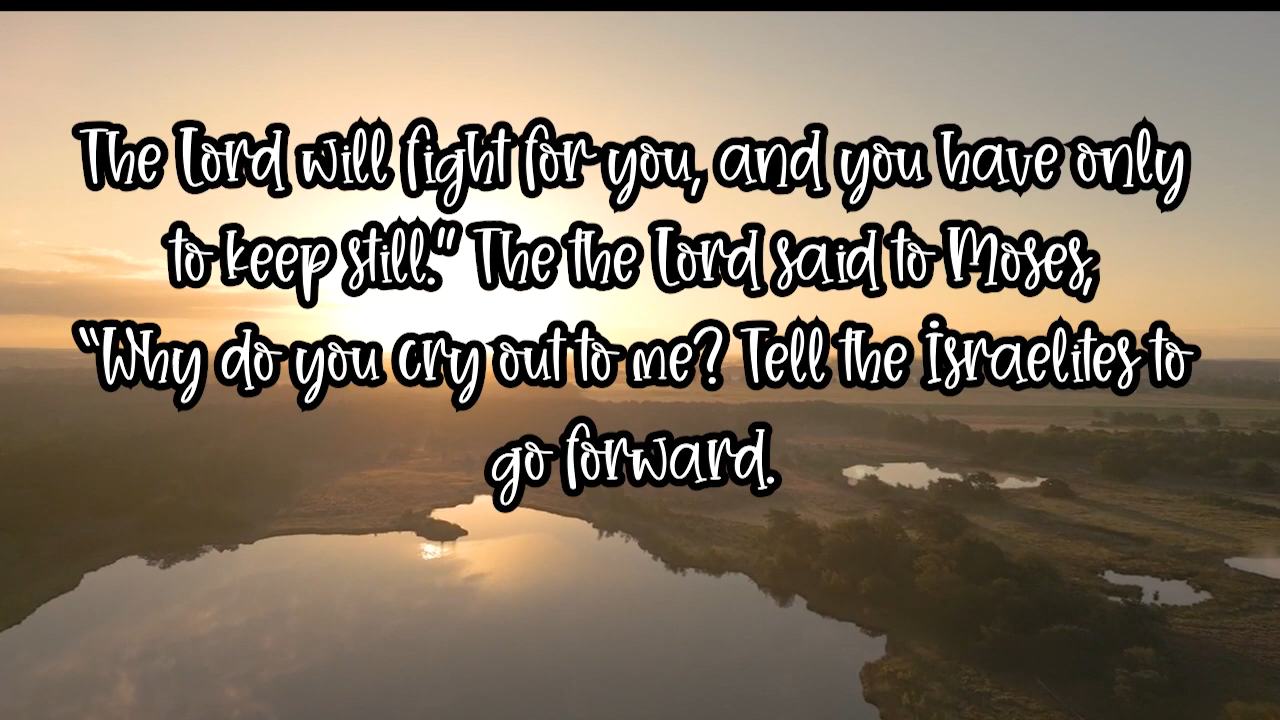 The Lord will fight for you, and you have only
to keep still.” The the Lord said to Moses,
“Why do you cry out to me? Tell the Israelites to
go forward.